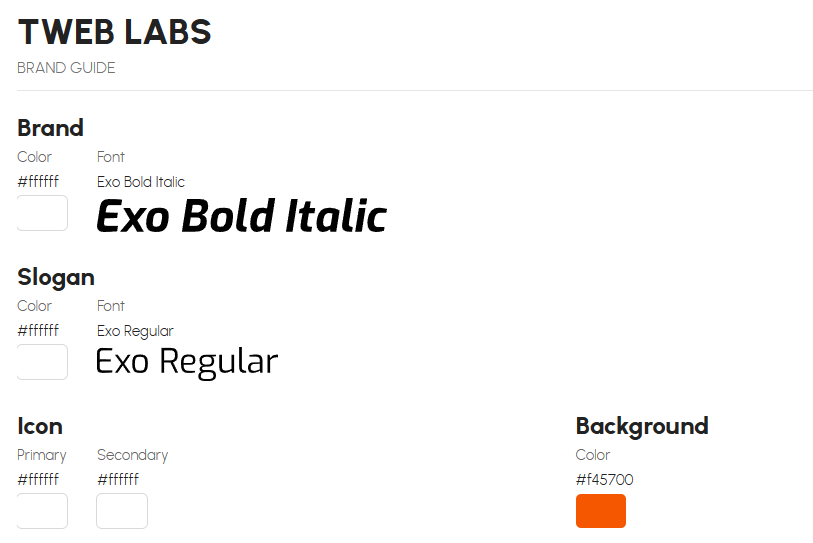 TWEB LABS
BRAND GUIDE
Brand
Color Font
#ffffff Exo Bold Italic
Exo Bold Italic
Slogan
Color Font
#ffffff Exo Regular
Exo Regular
Icon Background
Primary Secondary Color
#ffffff #ffffff #f45700